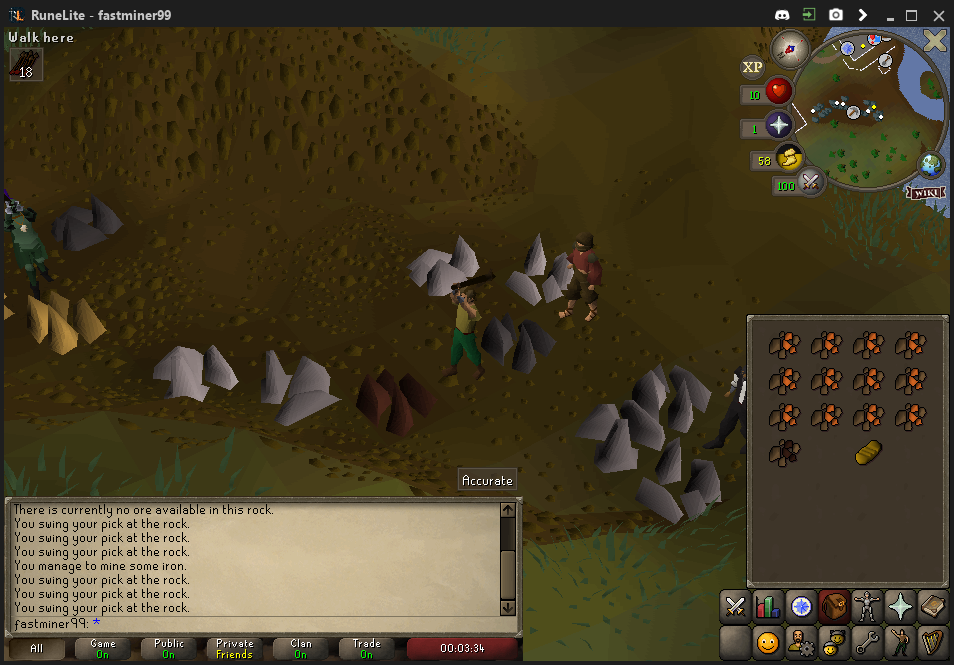 RuneLite - fastminer99
Walk here
18
XP
10
1
58
100
WIKI
Accurate
There is currently no ore available in this rock.
You swing your pick at the rock.
You swing your pick at the rock.
You swing your pick at the rock.
You manage to mine some iron.
You swing your pick at the rock.
You swing your pick at the rock.
You swing your pick at the rock.
fastminer99: *
All
Game
On
Public
On
Private
Friends
Clan
On
Trade
On
00:03:34